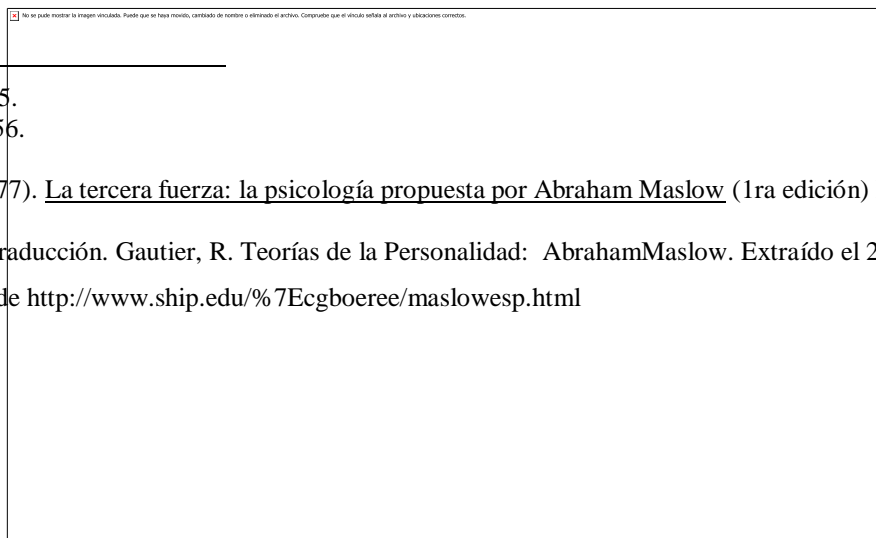 No se pude mostrar la imagen vinculada. Puede que se haya movido, cambiado de nombre o eliminado el archivo. Compruebe que el vínculo señala al archivo y ubicaciones correctos.
5.
56.
77). La tercera fuerza: la psicología propuesta por Abraham Maslow (1ra edición)
raducción. Gautier, R. Teorías de la Personalidad: AbrahamMaslow. Extraído el 2
de http://www.ship.edu/%7Ecgboeree/maslowesp.html